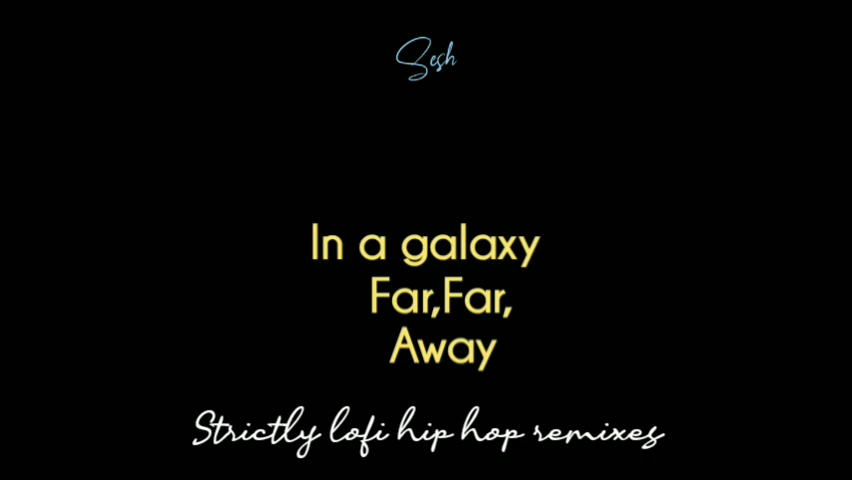 Sesh
In a galaxy
Far,Far,
Away
Strictly lofi hip hop remixes